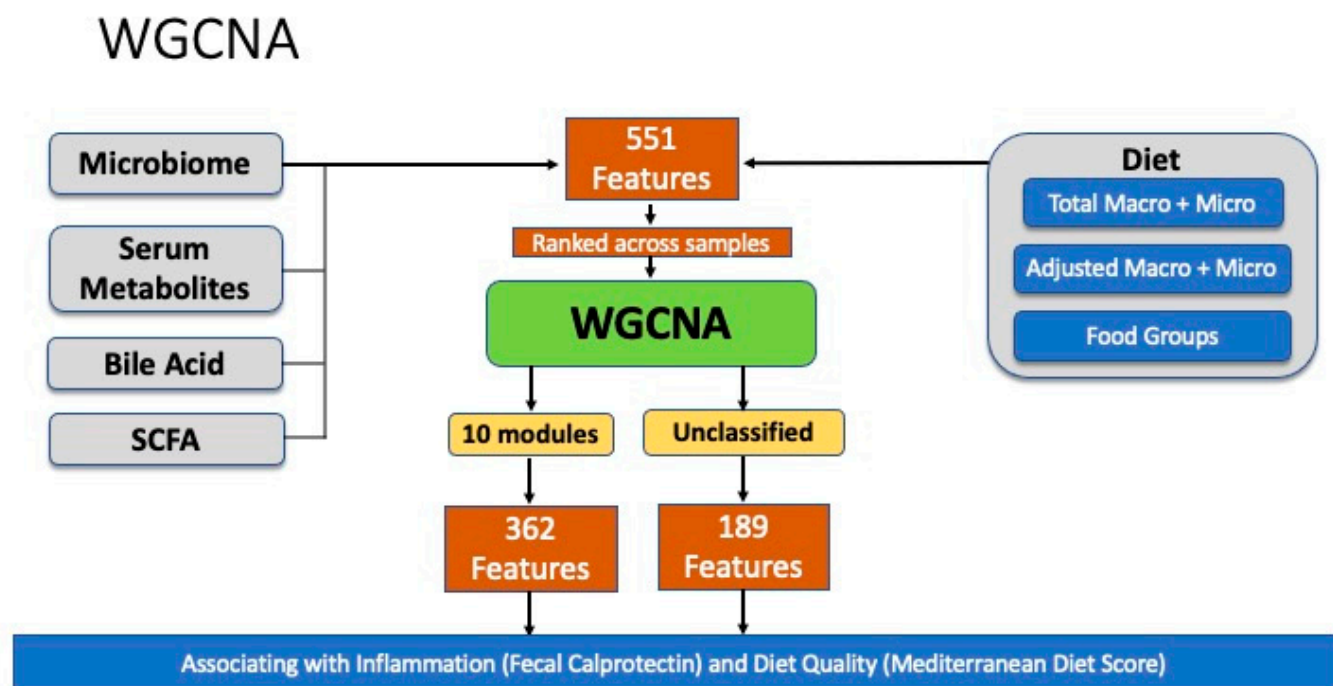 WGCNA
Microbiome
Serum
Metabolites
Bile Acid
SCFA
551
Features
Ranked across samples
WGCNA
10 modules
Unclassified
362
Features
189
Features
Diet
Total Macro + Micro
Adjusted Macro + Micro
Food Groups
Associating with Inflammation (Fecal Calprotectin) and Diet Quality (Mediterranean Diet Score)